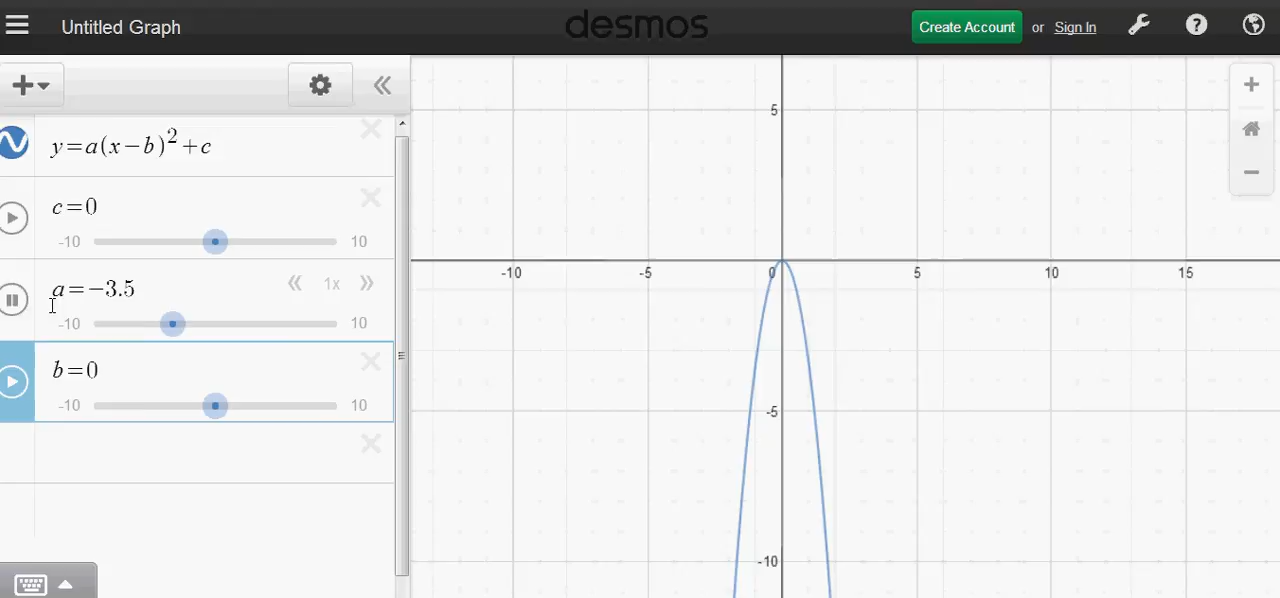 Untitled Graph
desmos
Create Account or Sign In
y=a(x−b)²+c
c=0
-10 10
a=−3.5
1x
-10 10
b=0
-10 10
5
-10 -5 0 5 10 15
-5
-10